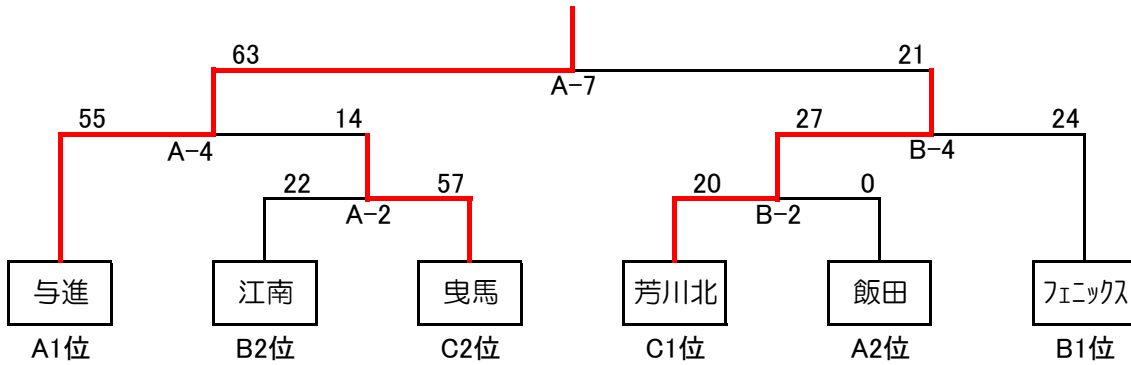 63 21
A-7
55 14 27 24
A-4 B-4
22 57 20 0
A-2 B-2
与進 江南 曳馬 芳川北 飯田 フェニックス
A1位 B2位 C2位 C1位 A2位 B1位